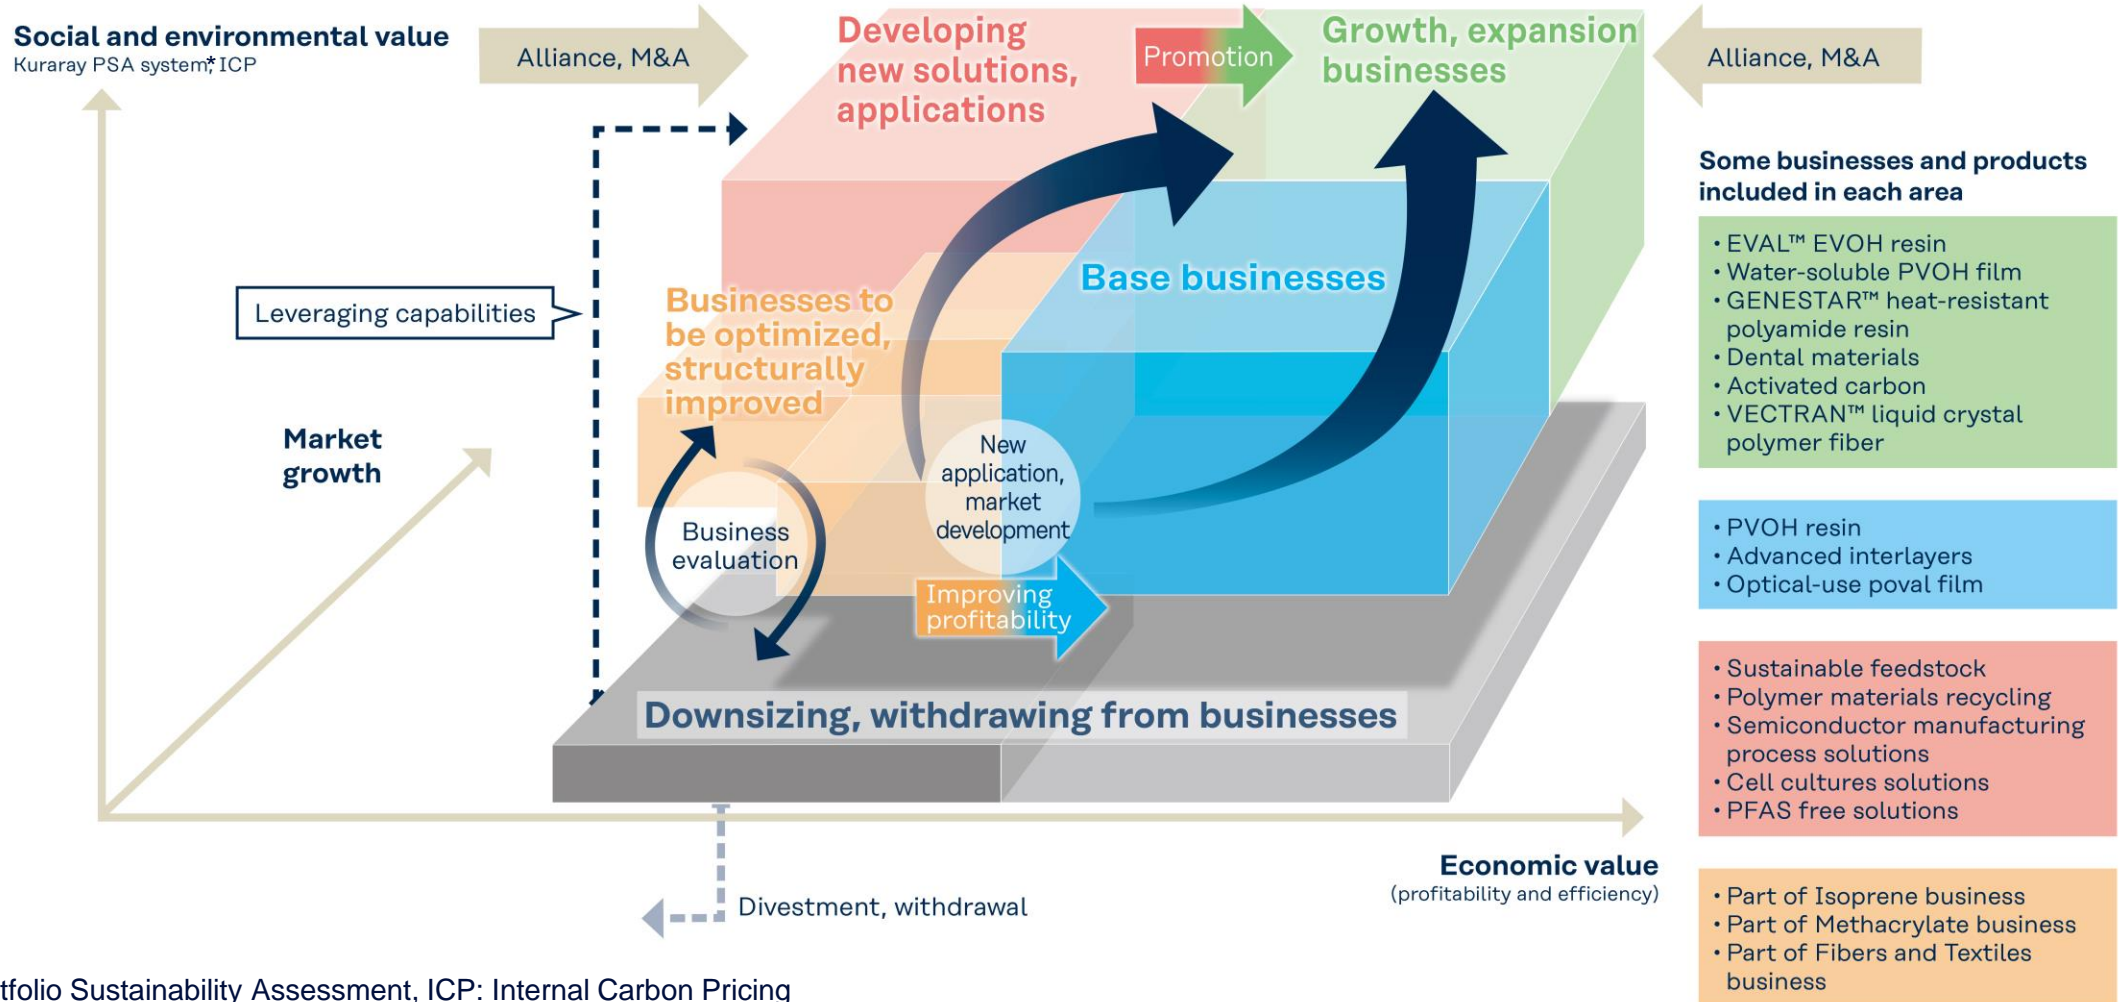 Social and environmental value
Kuraray PSA system*, ICP
Alliance, M&A
Developing
new solutions,
applications
Promotion
Growth, expansion
businesses
Alliance, M&A
Leveraging capabilities
Market
growth
Businesses to
be optimized,
structurally
improved
Base businesses
New
application,
market
development
Business
evaluation
Improving
profitability
Downsizing, withdrawing from businesses
Economic value
(profitability and efficiency)
Divestment, withdrawal
Some businesses and products
included in each area
• EVAL™ EVOH resin
• Water-soluble PVOH film
• GENESTAR™ heat-resistant
polyamide resin
• Dental materials
• Activated carbon
• VECTRAN™ liquid crystal
polymer fiber
• PVOH resin
• Advanced interlayers
• Optical-use poval film
• Sustainable feedstock
• Polymer materials recycling
• Semiconductor manufacturing
process solutions
• Cell cultures solutions
• PFAS free solutions
• Part of Isoprene business
• Part of Methacrylate business
• Part of Fibers and Textiles
business
tfolio Sustainability Assessment, ICP: Internal Carbon Pricing